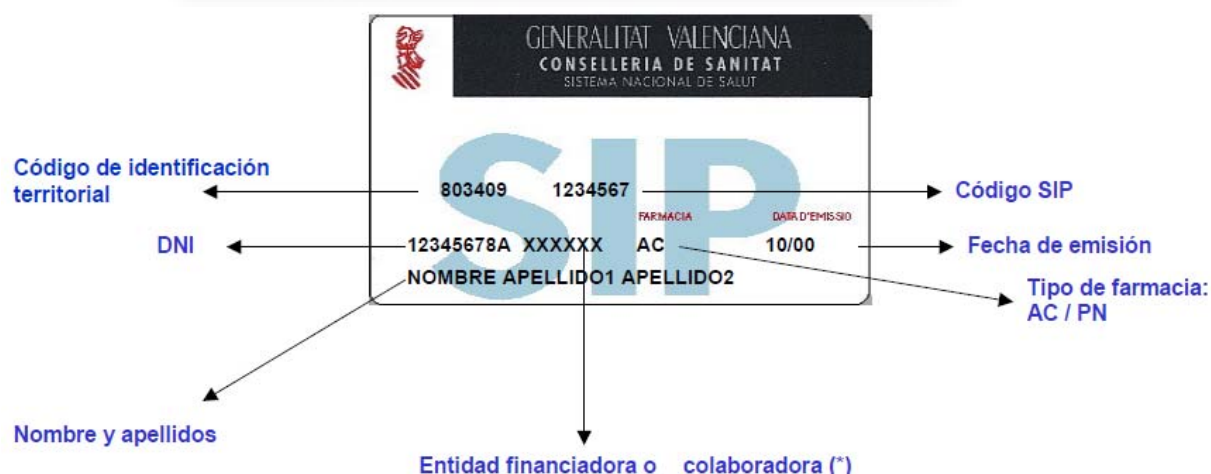 GENERALITAT VALENCIANA
CONSELLERIA DE SANITAT
SISTEMA NACIONAL DE SALUT
SIP
Código de identificación
territorial
803409 1234567
Código SIP
FARMACIA DATA D'EMISSIO
DNI
12345678A XXXXXX AC 10/00
Fecha de emisión
NOMBRE APELLIDO1 APELLIDO2
Tipo de farmacia:
AC / PN
Nombre y apellidos
Entidad financiadora o colaboradora (*)